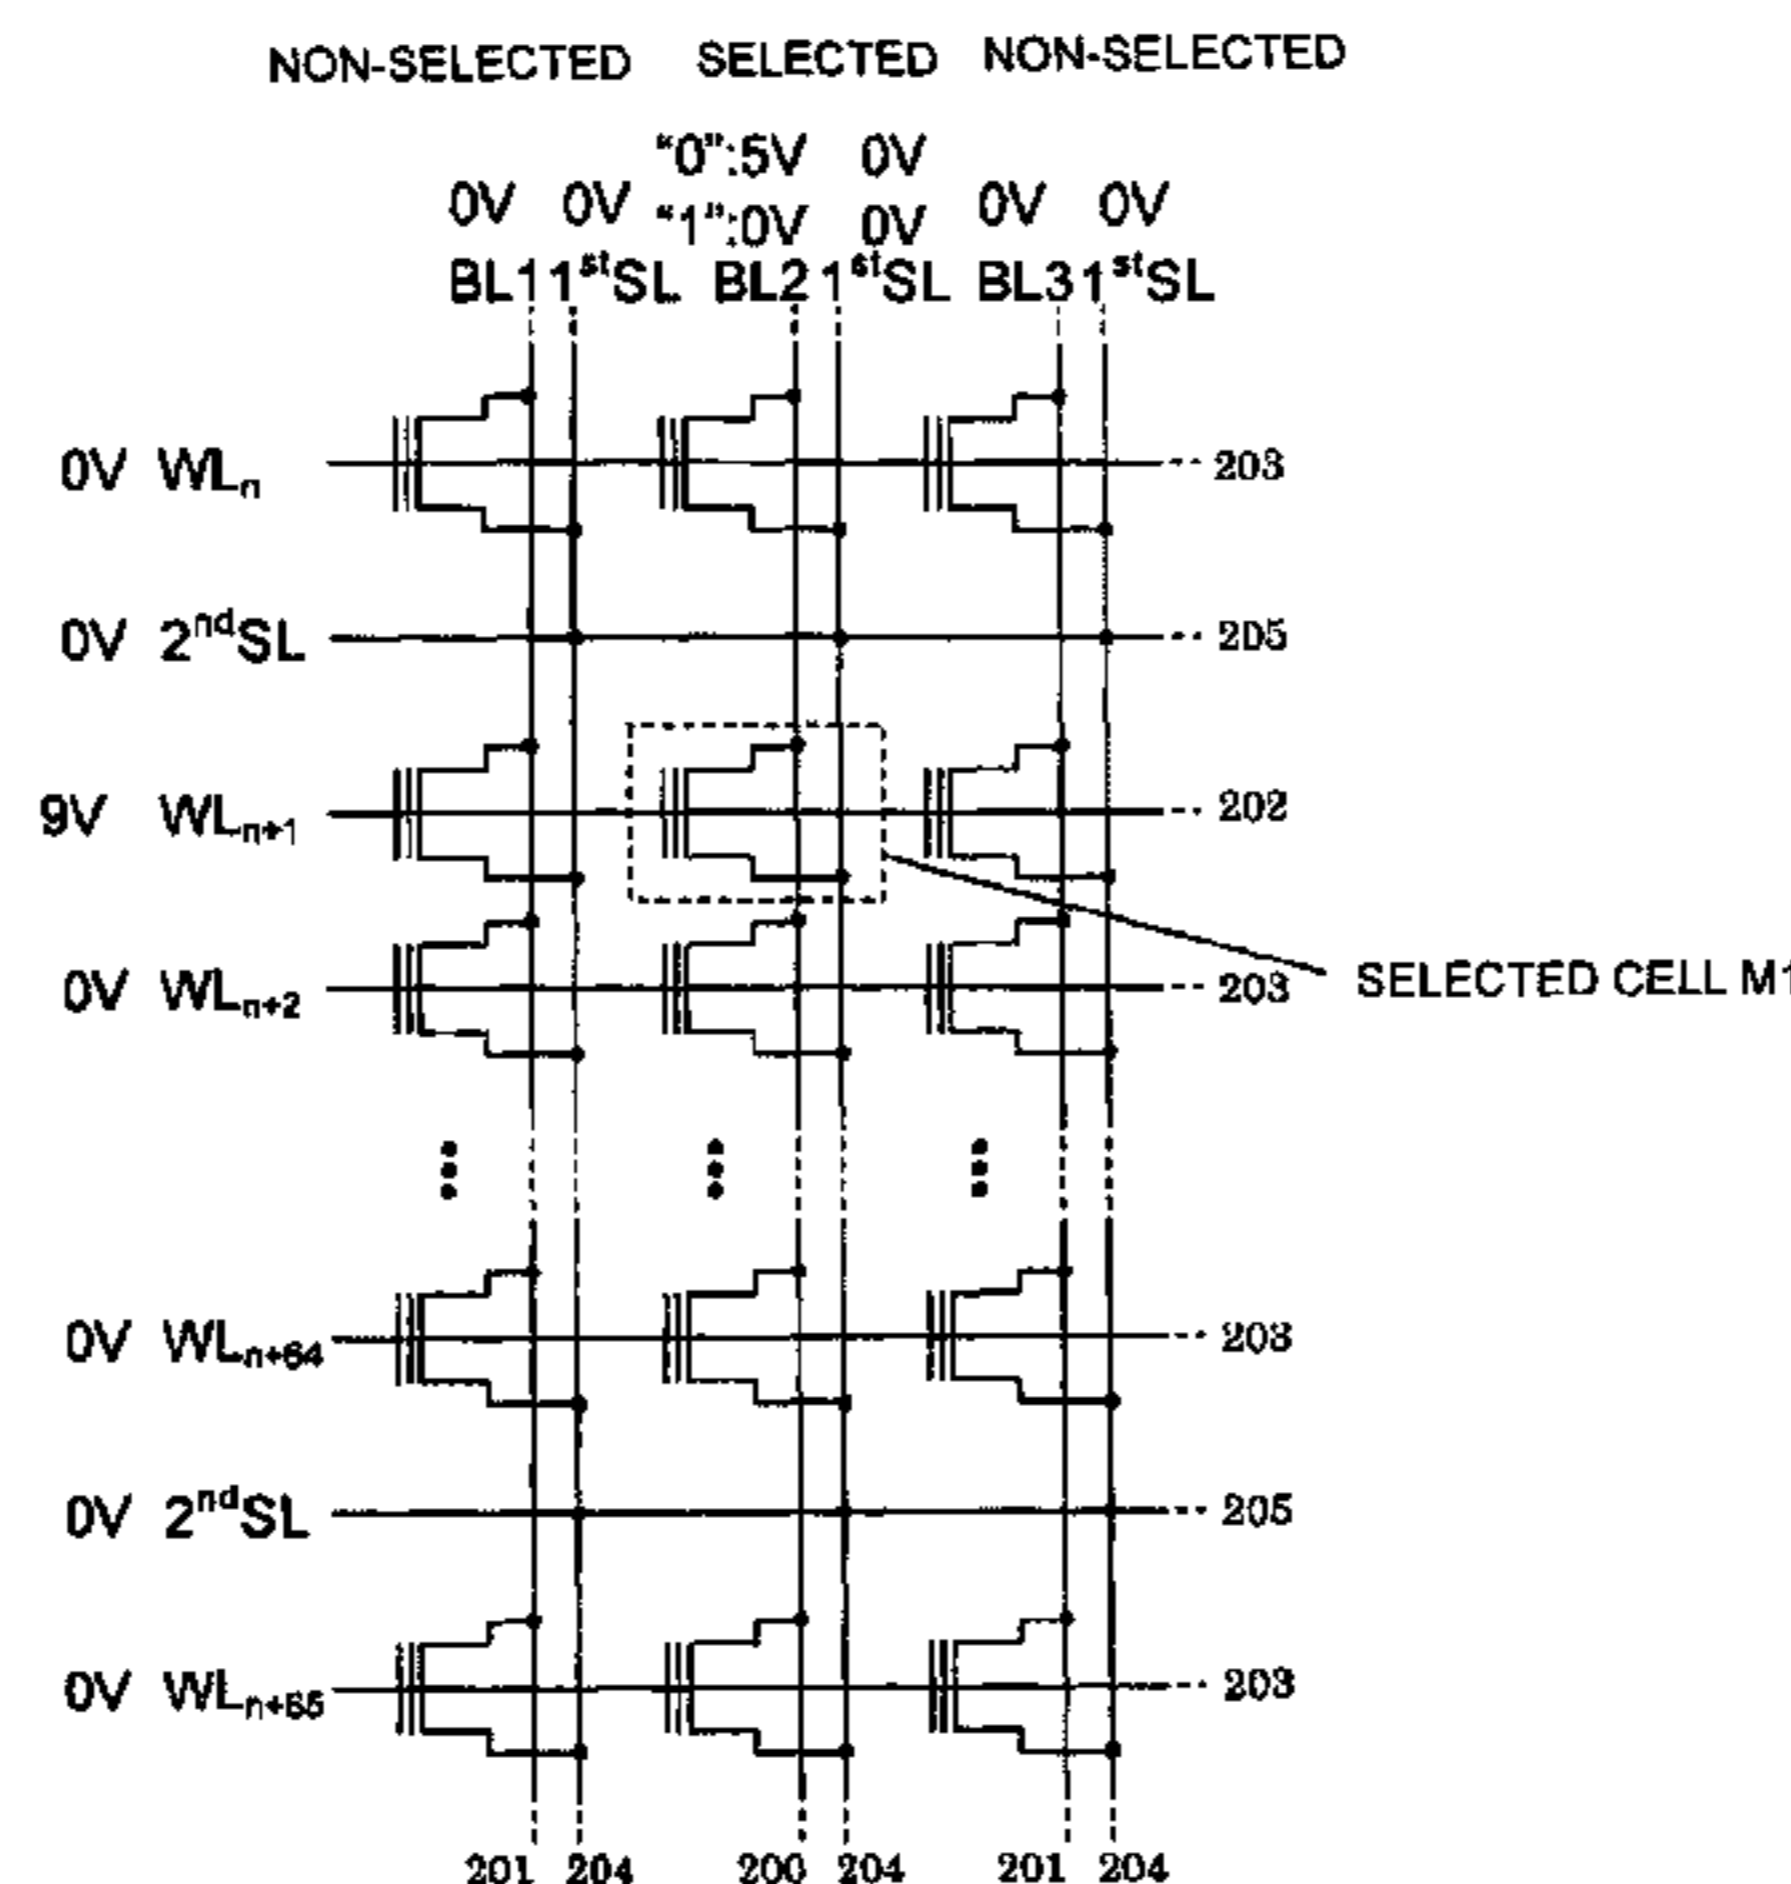 NON-SELECTED SELECTED NON-SELECTED
"0":5V 0V
0V 0V "1":0V 0V 0V 0V
BL1 1stSL BL2 1stSL BL3 1stSL
0V WLn 203
0V 2ndSL 205
9V WLn+1 202
0V WLn+2 203 SELECTED CELL M1
0V WLn+64 203
0V 2ndSL 205
0V WLn+65 203
201 204 200 204 201 204